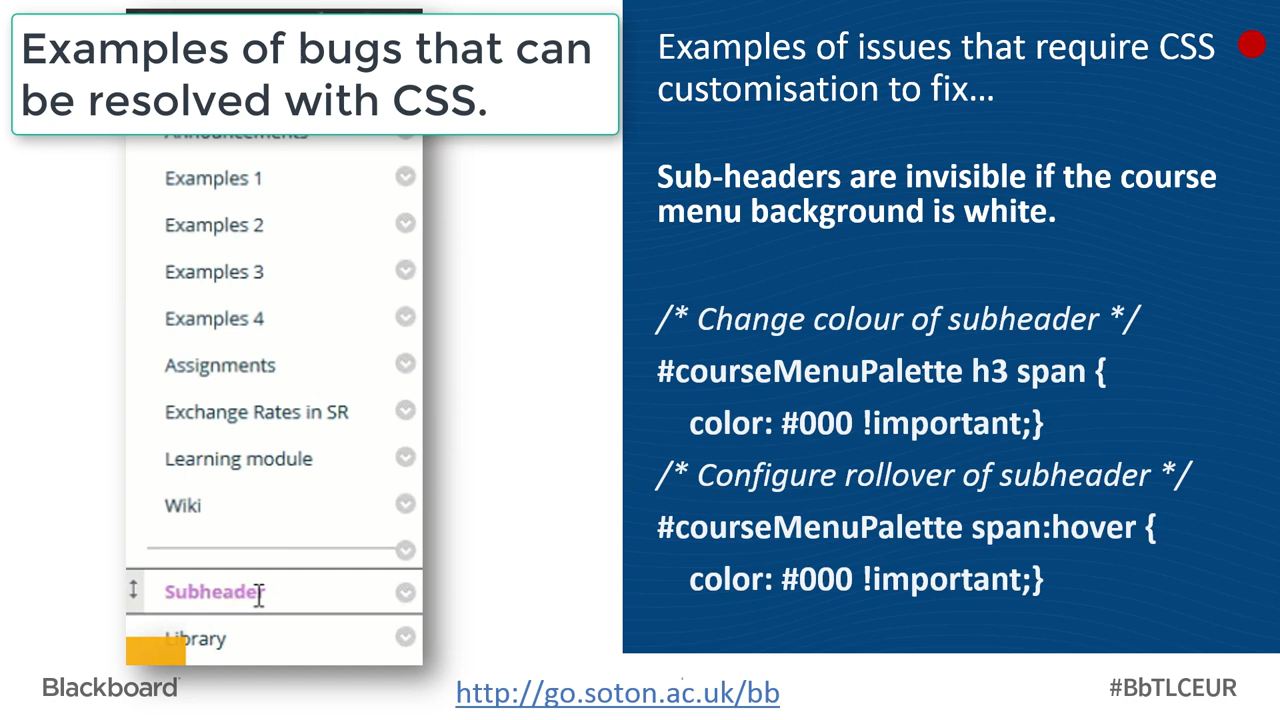 Examples of bugs that can
be resolved with CSS.
Announcements
Examples 1
Examples 2
Examples 3
Examples 4
Assignments
Exchange Rates in SR
Learning module
Wiki
Subheader
Library
Examples of issues that require CSS
customisation to fix...
Sub-headers are invisible if the course
menu background is white.
/* Change colour of subheader */
#courseMenuPalette h3 span {
color: #000 !important;}
/* Configure rollover of subheader */
#courseMenuPalette span:hover {
color: #000 !important;}
Blackboard
http://go.soton.ac.uk/bb
#BbTLCEUR